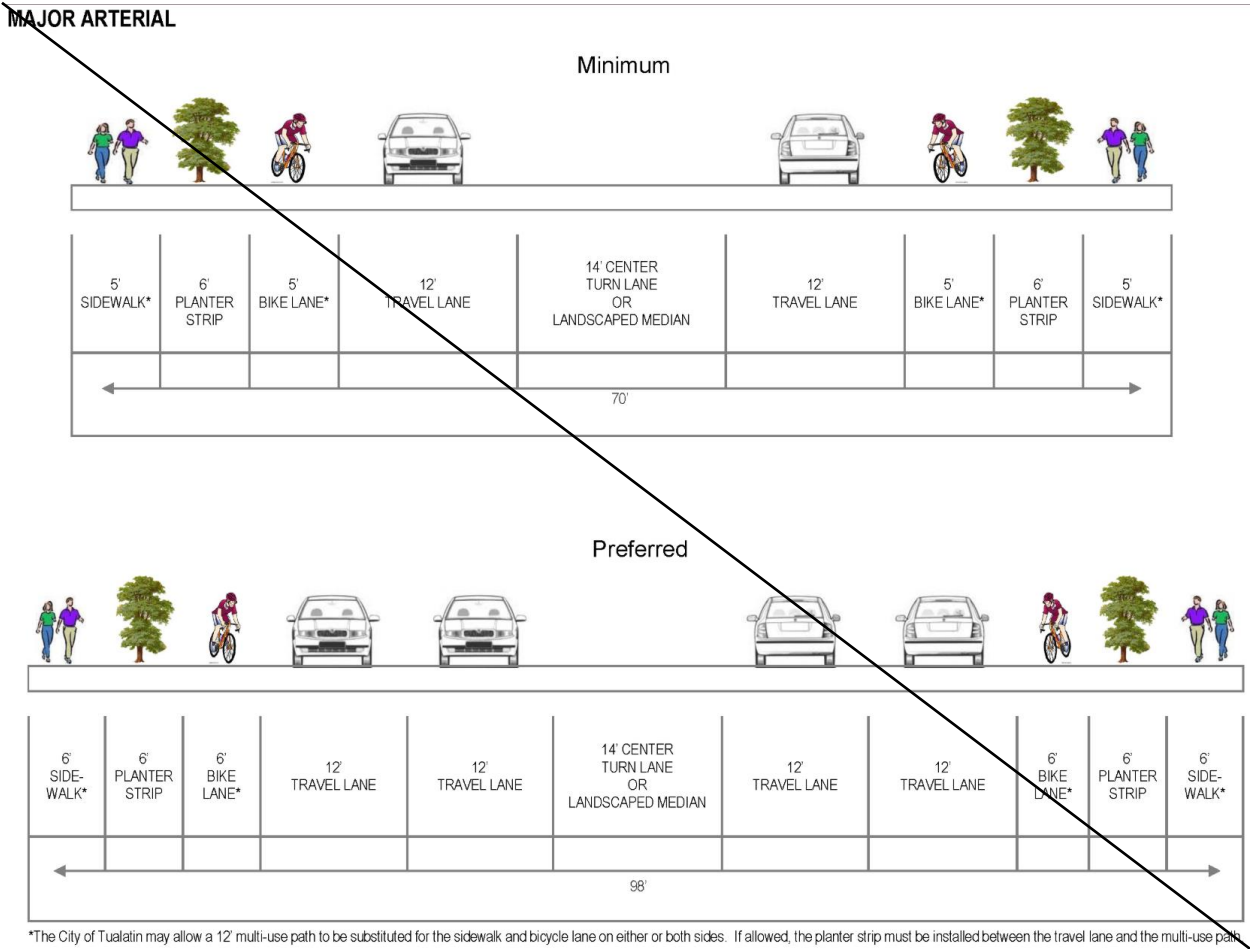 MAJOR ARTERIAL
Minimum
5'
SIDEWALK*
6'
PLANTER
STRIP
5'
BIKE LANE*
12'
TRAVEL LANE
14' CENTER
TURN LANE
OR
LANDSCAPED MEDIAN
12'
TRAVEL LANE
5'
BIKE LANE*
6'
PLANTER
STRIP
5'
SIDEWALK*
70'
Preferred
6'
SIDE-
WALK*
6'
PLANTER
STRIP
6'
BIKE
LANE*
12'
TRAVEL LANE
12'
TRAVEL LANE
14' CENTER
TURN LANE
OR
LANDSCAPED MEDIAN
12'
TRAVEL LANE
12'
TRAVEL LANE
6'
BIKE
LANE*
6'
PLANTER
STRIP
6'
SIDE-
WALK*
98'
*The City of Tualatin may allow a 12' multi-use path to be substituted for the sidewalk and bicycle lane on either or both sides. If allowed, the planter strip must be installed between the travel lane and the multi-use path.